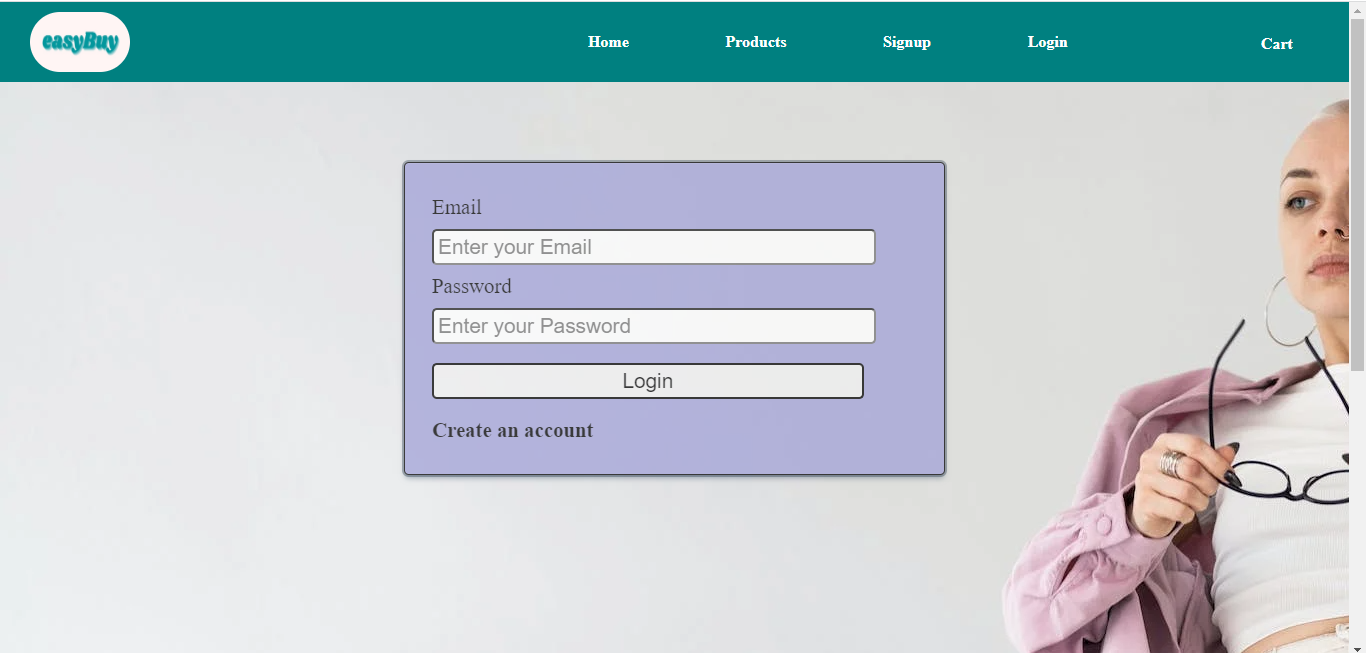 easyBuy Home Products Signup Login Cart
Email
Enter your Email
Password
Enter your Password
Login
Create an account